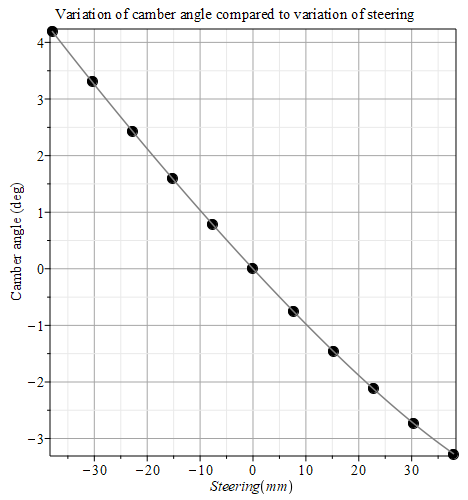 Variation of camber angle compared to variation of steering
Camber angle (deg)
4
3
2
1
0
−1
−2
−3
−30 −20 −10 0 10 20 30
Steering(mm)